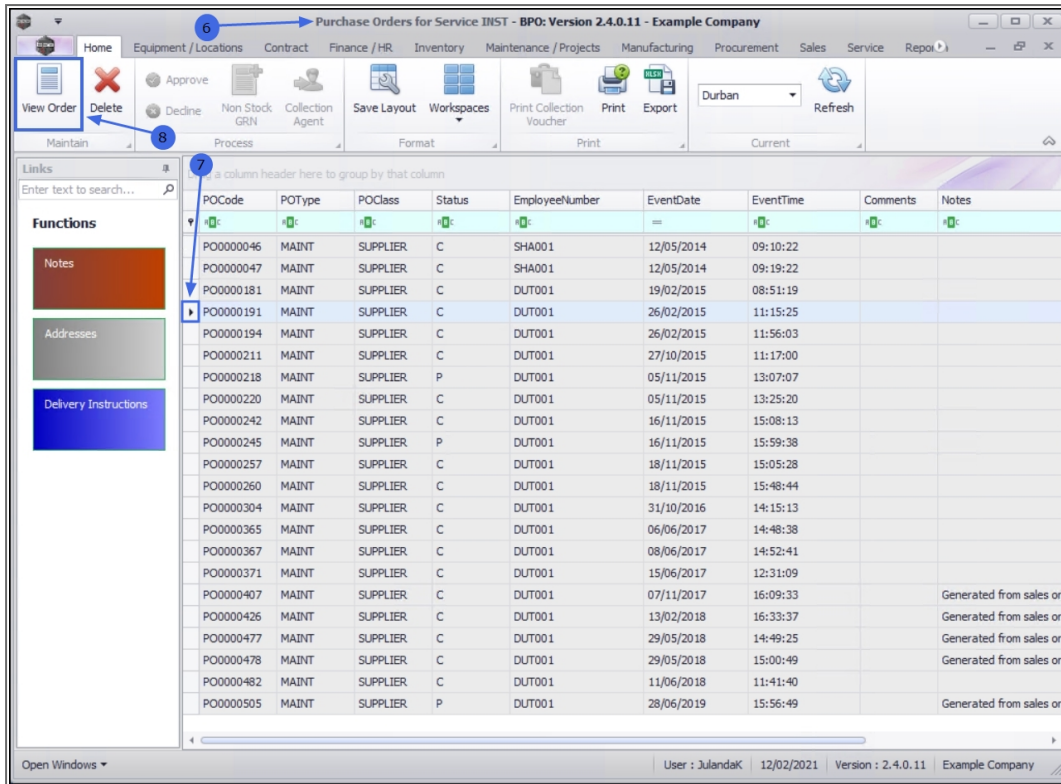 6
Purchase Orders for Service INST - BPO: Version 2.4.0.11 - Example Company
Home Equipment / Locations Contract Finance / HR Inventory Maintenance / Projects Manufacturing Procurement Sales Service
View Order Delete Approve Decline Non Stock GRN Collection Agent Save Layout Workspaces Print Collection Voucher Print Export Durban Refresh
8
Maintain Process Format Print Current
7
Links
a column header here to group by that column
Enter text to search...
Functions
Notes
Addresses
Delivery Instructions
POCode POType POClass Status EmployeeNumber EventDate EventTime Comments Notes
PO0000046 MAINT SUPPLIER C SHA001 12/05/2014 09:10:22
PO0000047 MAINT SUPPLIER C SHA001 12/05/2014 09:19:22
PO0000181 MAINT SUPPLIER C DUT001 19/02/2015 08:51:19
PO0000191 MAINT SUPPLIER C DUT001 26/02/2015 11:15:25
PO0000194 MAINT SUPPLIER C DUT001 26/02/2015 11:56:03
PO0000211 MAINT SUPPLIER C DUT001 27/10/2015 11:17:00
PO0000218 MAINT SUPPLIER P DUT001 05/11/2015 13:07:07
PO0000220 MAINT SUPPLIER C DUT001 05/11/2015 13:25:20
PO0000242 MAINT SUPPLIER C DUT001 16/11/2015 15:08:13
PO0000245 MAINT SUPPLIER P DUT001 16/11/2015 15:59:38
PO0000257 MAINT SUPPLIER C DUT001 18/11/2015 15:05:28
PO0000260 MAINT SUPPLIER C DUT001 18/11/2015 15:48:44
PO0000304 MAINT SUPPLIER C DUT001 31/10/2016 14:15:13
PO0000365 MAINT SUPPLIER C DUT001 06/06/2017 14:48:38
PO0000367 MAINT SUPPLIER C DUT001 08/06/2017 14:52:41
PO0000371 MAINT SUPPLIER C DUT001 15/06/2017 12:31:09
PO0000407 MAINT SUPPLIER C DUT001 07/11/2017 16:09:33 Generated from sales or
PO0000426 MAINT SUPPLIER C DUT001 13/02/2018 16:33:37 Generated from sales or
PO0000477 MAINT SUPPLIER C DUT001 29/05/2018 14:49:25 Generated from sales or
PO0000478 MAINT SUPPLIER C DUT001 29/05/2018 15:00:49 Generated from sales or
PO0000482 MAINT SUPPLIER C DUT001 11/06/2018 11:41:40
PO0000505 MAINT SUPPLIER P DUT001 28/06/2019 15:56:49 Generated from sales or
Open Windows User : JulandaK 12/02/2021 Version : 2.4.0.11 Example Company